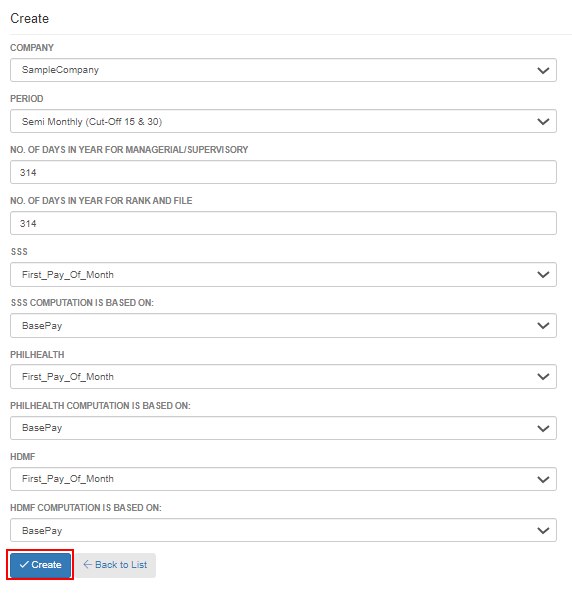 Create
COMPANY
SampleCompany
PERIOD
Semi Monthly (Cut-Off 15 & 30)
NO. OF DAYS IN YEAR FOR MANAGERIAL/SUPERVISORY
314
NO. OF DAYS IN YEAR FOR RANK AND FILE
314
SSS
First_Pay_Of_Month
SSS COMPUTATION IS BASED ON:
BasePay
PHILHEALTH
First_Pay_Of_Month
PHILHEALTH COMPUTATION IS BASED ON:
BasePay
HDMF
First_Pay_Of_Month
HDMF COMPUTATION IS BASED ON:
BasePay
Create Back to List